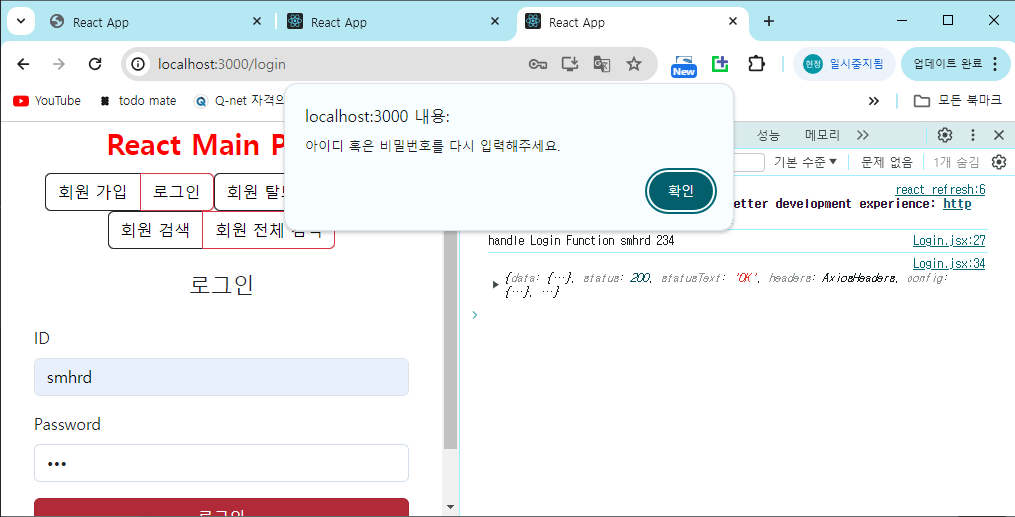 React App
React App
React App
localhost:3000/login
New
현정
일시중지됨
업데이트 완료
YouTube
todo mate
Q-net 자격의
모든 북마크
localhost:3000 내용:
아이디 혹은 비밀번호를 다시 입력해주세요.
확인
React Main P
회원 가입
로그인
회원 탈
회원 검색
회원 전체 검색
로그인
ID
smhrd
Password
로그인
성능
메모리
기본 수준
문제 없음
1개 숨김
react refresh:6
etter development experience: http
handle Login Function smhrd 234
Login.jsx:27
Login.jsx:34
{data: {…}, status: 200, statusText: 'OK', headers: AxiosHeaders, config:
{…}, …}